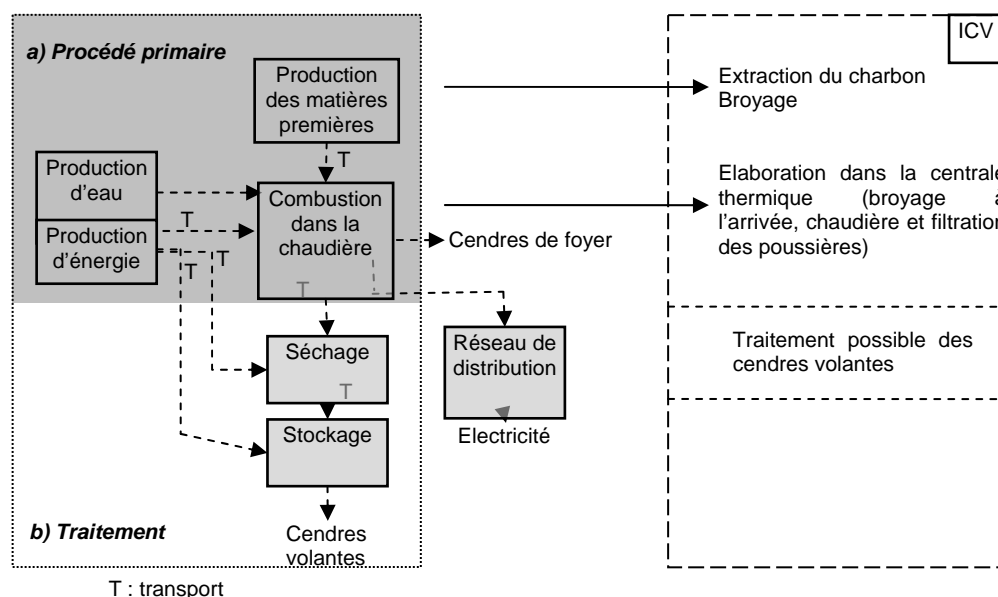 a) Procédé primaire
Production
des matières
premières
T
Production
d'eau
T
Production
d'énergie
T
T
Combustion
dans la
chaudière
T
Cendres de foyer
Séchage
T
Réseau de
distribution
Stockage
Electricité
b) Traitement
Cendres
volantes
T : transport
ICV
Extraction du charbon
Broyage
Elaboration dans la centrale
thermique (broyage
l'arrivée, chaudière et filtration
des poussières)
Traitement possible des
cendres volantes